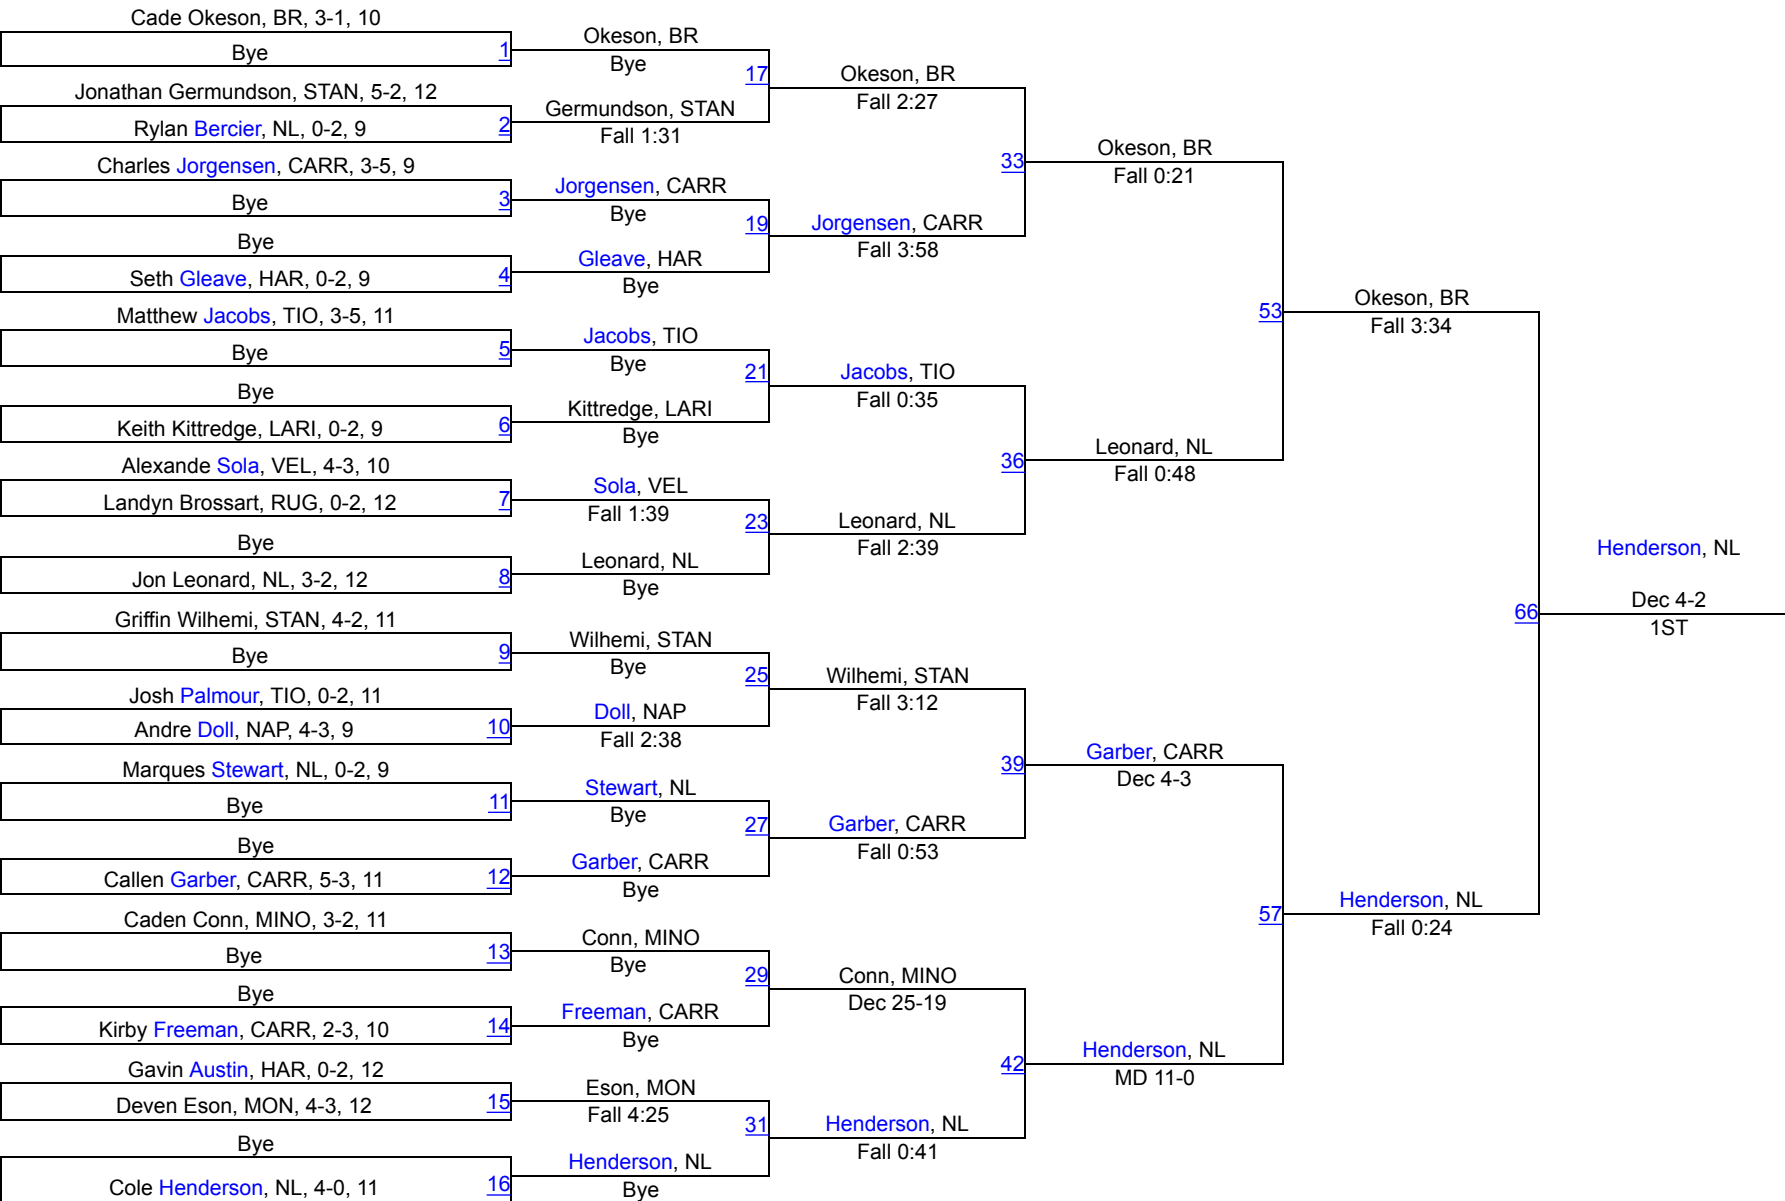 Cade Okeson, BR, 3-1, 10
Bye
1
Jonathan Germundson, STAN, 5-2, 12
Rylan Bercier, NL, 0-2, 9
2
Charles Jorgensen, CARR, 3-5, 9
Bye
3
Bye
Seth Gleave, HAR, 0-2, 9
4
Matthew Jacobs, TIO, 3-5, 11
Bye
5
Bye
Keith Kittredge, LARI, 0-2, 9
6
Alexande Sola, VEL, 4-3, 10
Landyn Brossart, RUG, 0-2, 12
7
Bye
Jon Leonard, NL, 3-2, 12
8
Griffin Wilhemi, STAN, 4-2, 11
Bye
9
Josh Palmour, TIO, 0-2, 11
Andre Doll, NAP, 4-3, 9
10
Marques Stewart, NL, 0-2, 9
Bye
11
Bye
Callen Garber, CARR, 5-3, 11
12
Caden Conn, MINO, 3-2, 11
Bye
13
Bye
Kirby Freeman, CARR, 2-3, 10
14
Gavin Austin, HAR, 0-2, 12
Deven Eson, MON, 4-3, 12
15
Bye
Cole Henderson, NL, 4-0, 11
16
Okeson, BR
Bye
17
Germundson, STAN
Fall 1:31
Jorgensen, CARR
Bye
19
Gleave, HAR
Bye
Jacobs, TIO
Bye
21
Kittredge, LARI
Bye
Sola, VEL
Fall 1:39
23
Leonard, NL
Bye
Wilhemi, STAN
Bye
25
Doll, NAP
Fall 2:38
Stewart, NL
Bye
27
Garber, CARR
Bye
Conn, MINO
Bye
29
Freeman, CARR
Bye
Eson, MON
Fall 4:25
31
Henderson, NL
Bye
Okeson, BR
Fall 2:27
33
Jorgensen, CARR
Fall 3:58
Jacobs, TIO
Fall 0:35
36
Leonard, NL
Fall 2:39
Wilhemi, STAN
Fall 3:12
39
Garber, CARR
Fall 0:53
Conn, MINO
Dec 25-19
42
Henderson, NL
Fall 0:41
Okeson, BR
Fall 0:21
53
Leonard, NL
Fall 0:48
Garber, CARR
Dec 4-3
57
Henderson, NL
MD 11-0
Okeson, BR
Fall 3:34
66
Henderson, NL
Fall 0:24
Henderson, NL
Dec 4-2
1ST